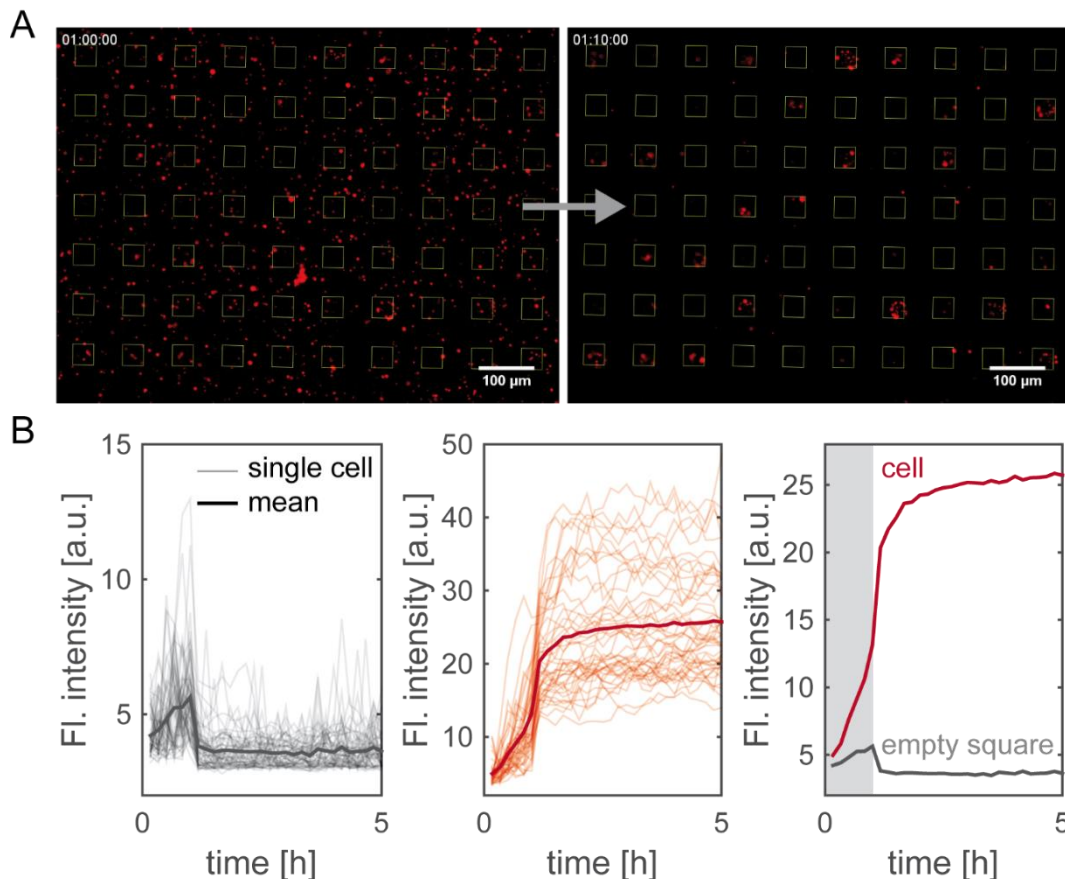 A
01:00:00
01:10:00
100 µm
100 µm
B
15
10
5
0
5
Fl. intensity [a.u.]
time [h]
single cell
mean
50
40
30
20
10
0
5
Fl. intensity [a.u.]
time [h]
25
20
15
10
5
0
5
Fl. intensity [a.u.]
time [h]
cell
empty square